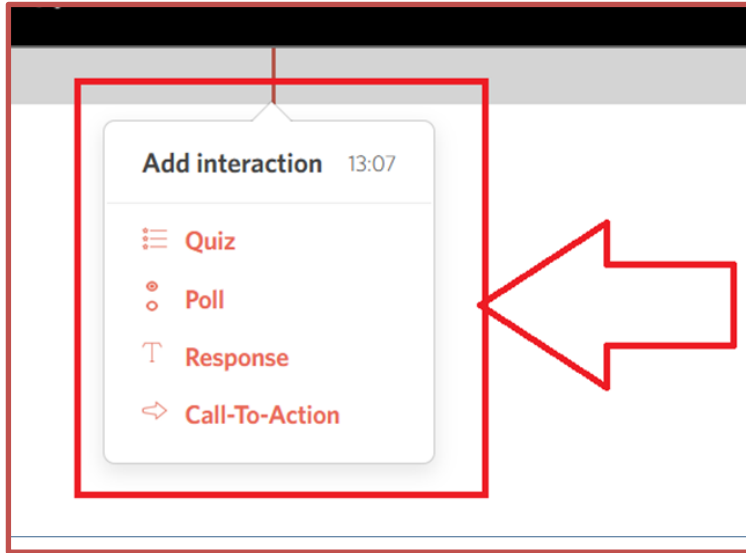 Add interaction 13:07
Quiz
Poll
Response
Call-To-Action